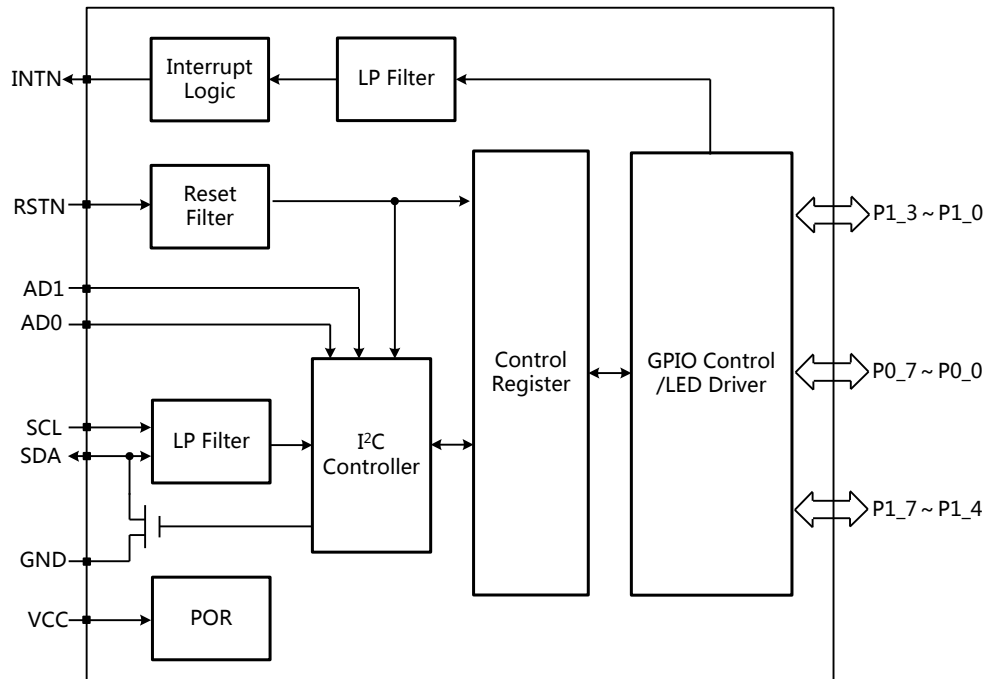 INTN
Interrupt
Logic
LP Filter
RSTN
Reset
Filter
P1_3 ~ P1_0
AD1
AD0
Control
Register
GPIO Control
/LED Driver
P0_7 ~ P0_0
SCL
SDA
LP Filter
I²C
Controller
P1_7 ~ P1_4
GND
VCC
POR